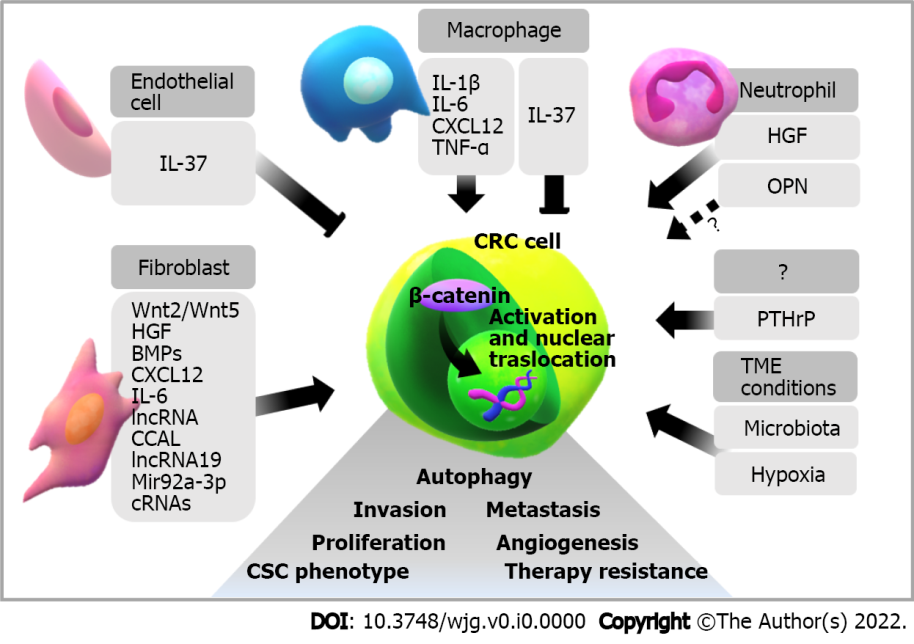 Macrophage
IL-1β
IL-6
CXCL12
TNF-α
IL-37
Endothelial
cell
IL-37
Neutrophil
HGF
OPN
?
Fibroblast
Wnt2/Wnt5
HGF
BMPs
CXCL12
IL-6
lncRNA
CCAL
lncRNA19
Mir92a-3p
cRNAs
CRC cell
β-catenin
Activation
and nuclear
traslocation
?
PTHrP
TME
conditions
Microbiota
Hypoxia
Autophagy
Invasion Metastasis
Proliferation Angiogenesis
CSC phenotype Therapy resistance
DOI: 10.3748/wjg.v0.i0.0000 Copyright ©The Author(s) 2022.